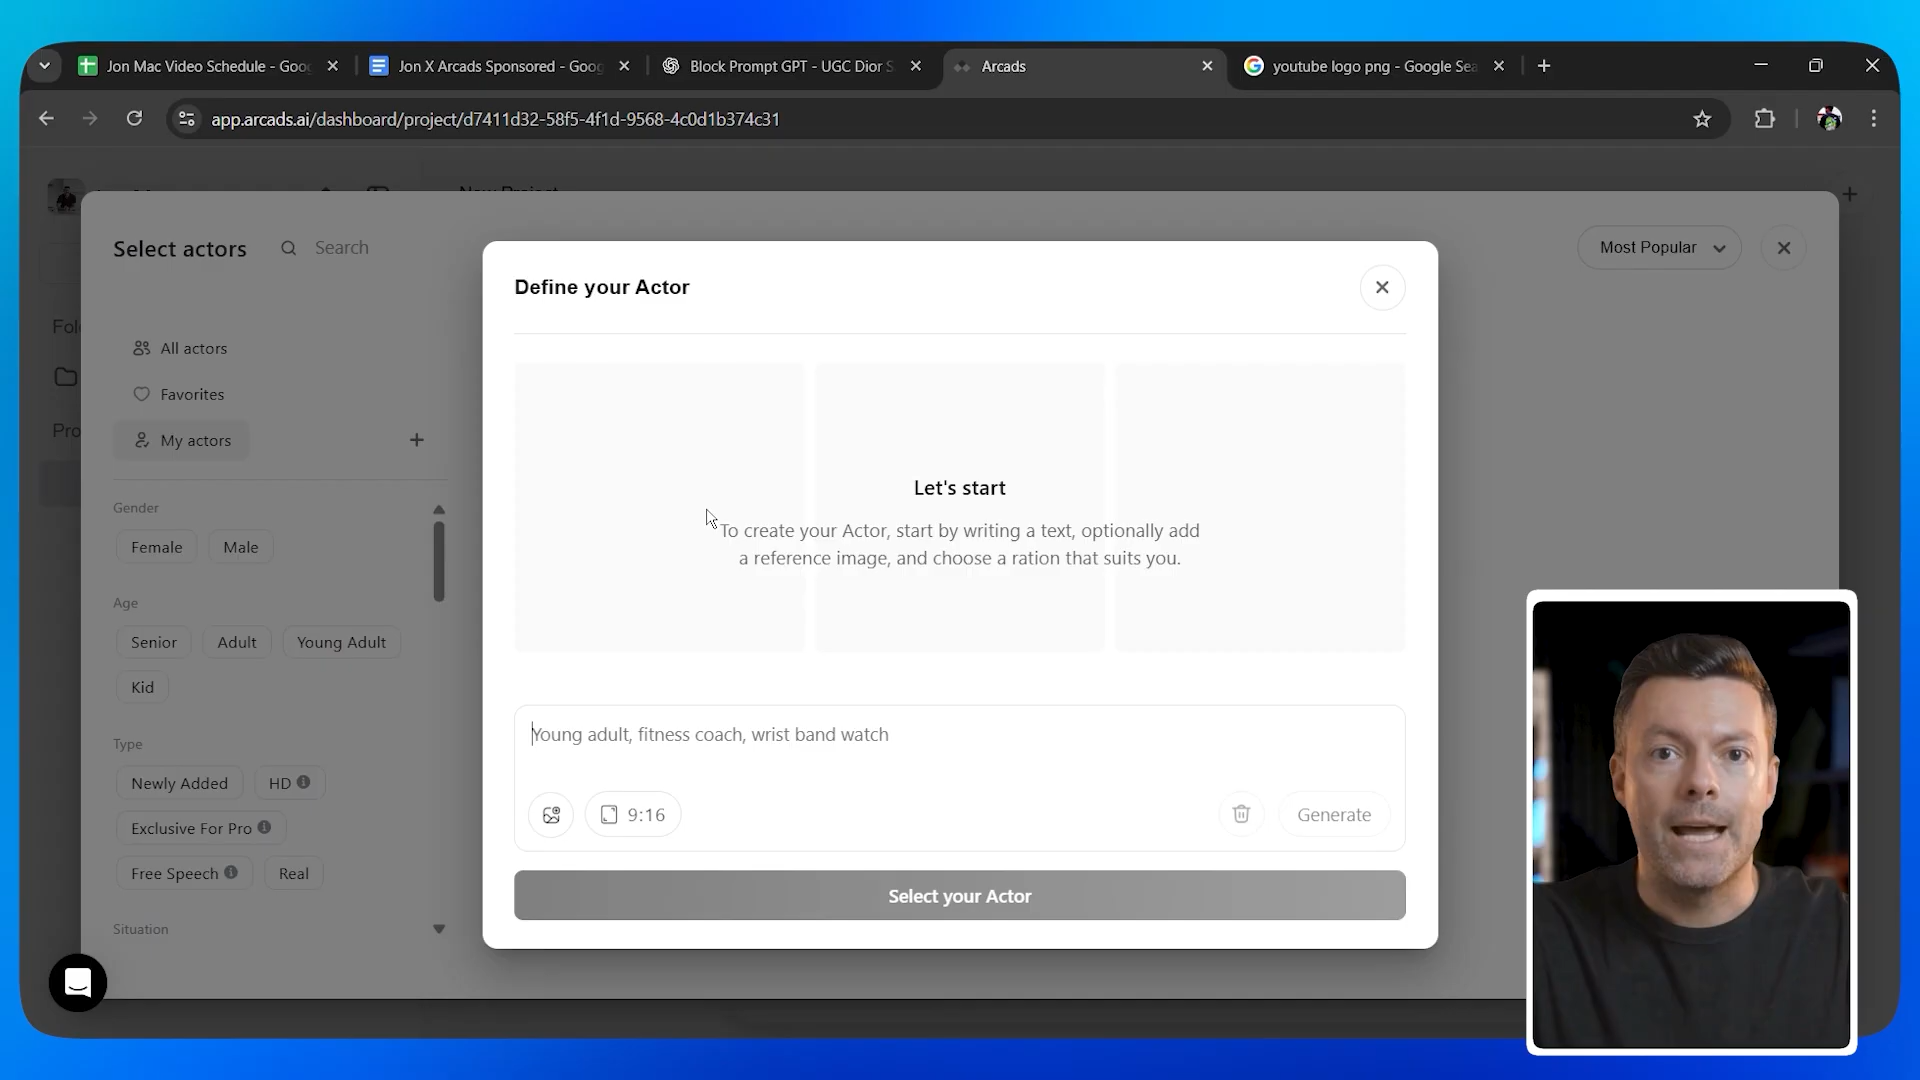 Jon Mac Video Schedule - Goo
Jon X Arcads Sponsored - Goog
Block Prompt GPT - UGC Dior S
Arcads
youtube logo png - Google Sea
app.arcads.ai/dashboard/project/d7411d32-58f5-4f1d-9568-4c0d1b374c31
New Project
Select actors
Search
Most Popular
Define your Actor
Fol
All actors
Favorites
Pro
My actors
Let's start
To create your Actor, start by writing a text, optionally add
a reference image, and choose a ration that suits you.
Gender
Female
Male
Age
Senior
Adult
Young Adult
Kid
Young adult, fitness coach, wrist band watch
Type
Newly Added
HD
9:16
Generate
Exclusive For Pro
Free Speech
Real
Select your Actor
Situation